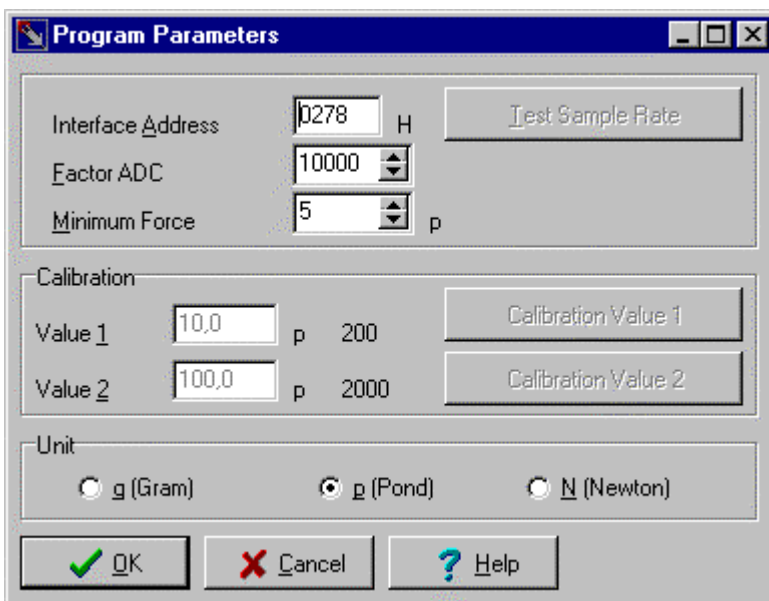 Program Parameters
Interface Address 0278 H Test Sample Rate
Factor ADC 10000
Minimum Force 5 p
Calibration
Value 1 10,0 p 200 Calibration Value 1
Value 2 100,0 p 2000 Calibration Value 2
Unit
g (Gram) p (Pond) N (Newton)
OK Cancel ? Help